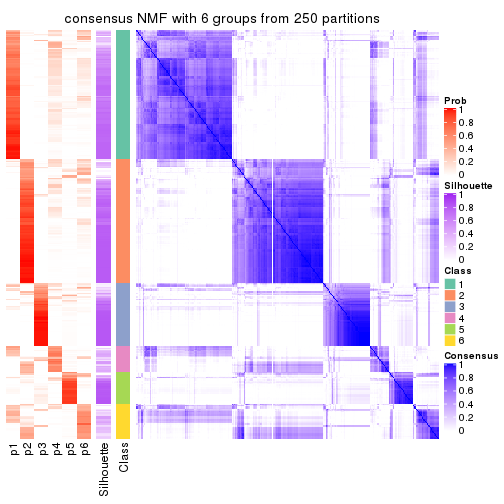 consensus NMF with 6 groups from 250 partitions
Prob
1
0.8
0.6
0.4
0.2
0
Silhouette
1
0.8
0.6
0.4
0.2
0
Class
1
2
3
4
5
6
Consensus
1
0.8
0.6
0.4
0.2
0
p1
p2
p3
p4
p5
p6
Silhouette
Class